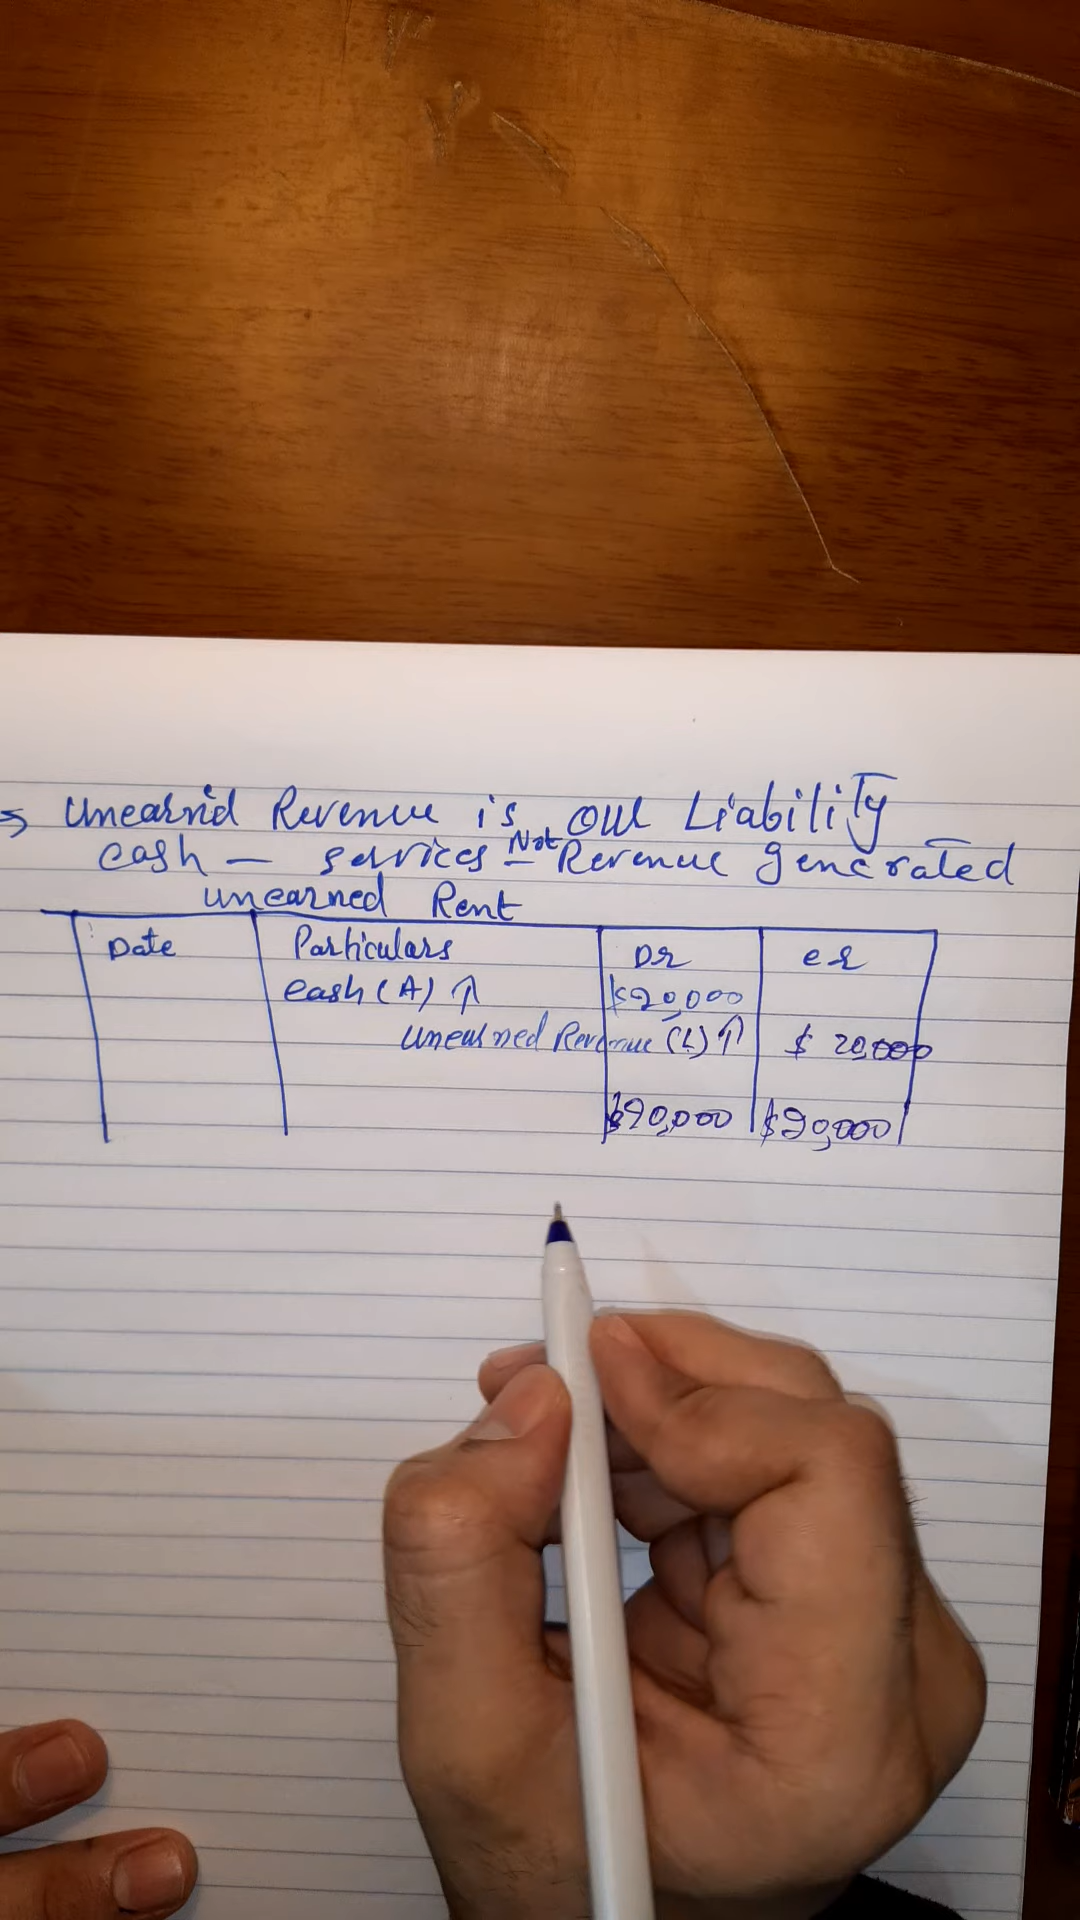 → Unearnid Revenue is our Liability
cash — services Not Revenue generated
unearned Rent
Date Particulars Dr cr
cash (A) ↑ $20,000
Unearned Revenue (L) ↑ $ 20,000
$20,000 $20,000